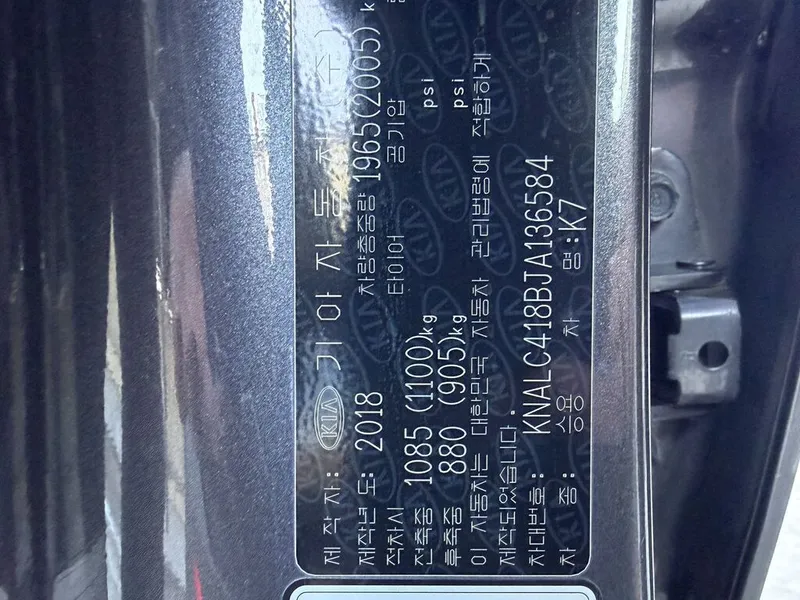 제 작 자: KIA 기 아 자 동 차 (주)
제작년 도: 2018 차량총중량 1965(2005) k
적차시 타이어 공기압
전축중 1085 (1100)kg psi
후축중 880 (905)kg psi
이 자동차는 대한민국 자동차 관리법령에 적합하게
제작되었습니다.
차대번호: KNALC418BJA136584
차 종: 승용 차 명:K7